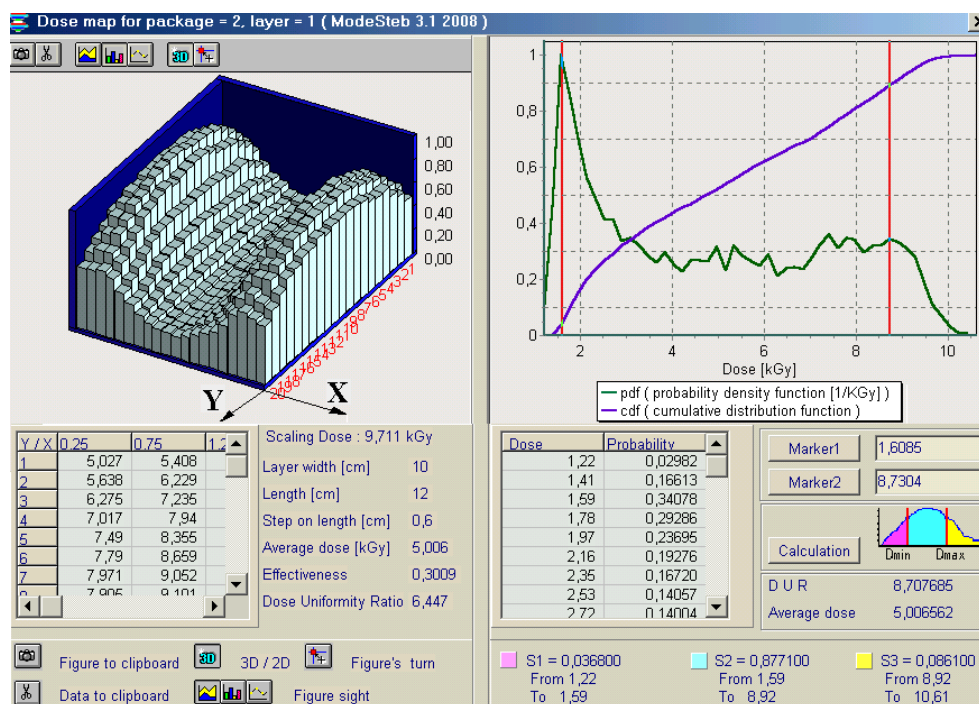 Dose map for package = 2, layer = 1 ( ModeSteb 3.1 2008 )
3D
1,00
0,80
0,60
0,40
0,20
0,00
Y
X
1
0,8
0,6
0,4
0,2
0
2 4 6 8 10
Dose [kGy]
pdf ( probability density function [1/KGy] )
cdf ( cumulative distribution function )
Y / X 0.25 0.75
1 5,027 5,408
2 5,638 6,229
3 6,275 7,235
4 7,017 7,94
5 7,49 8,355
6 7,79 8,659
7 7,971 9,052
7,905 9,101
Scaling Dose : 9,711 kGy
Layer width [cm] 10
Length [cm] 12
Step on length [cm] 0,6
Average dose [kGy] 5,006
Effectiveness 0,3009
Dose Uniformity Ratio 6,447
Dose Probability
1,22 0,02982
1,41 0,16613
1,59 0,34078
1,78 0,29286
1,97 0,23695
2,16 0,19276
2,35 0,16720
2,53 0,14057
2,72 0,14004
Marker1 1,6085
Marker2 8,7304
Calculation
Dmin Dmax
D U R 8,707685
Average dose 5,006562
Figure to clipboard 3D 3D / 2D Figure's turn
Data to clipboard Figure sight
S1 = 0,036800
From 1,22
To 1,59
S2 = 0,877100
From 1,59
To 8,92
S3 = 0,086100
From 8,92
To 10,61